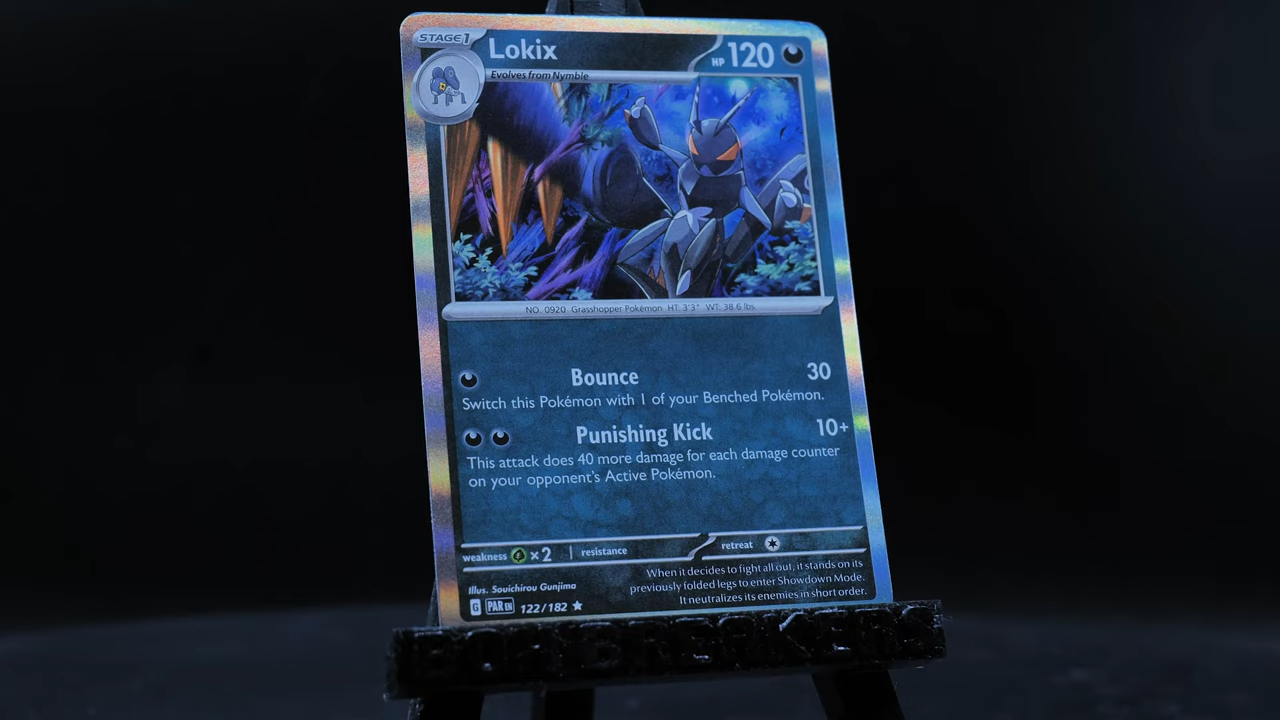 STAGE 1 Lokix HP 120
Evolves from Nymble
NO. 0920 Grasshopper Pokémon HT: 3'3" WT: 38.6 lbs.
Bounce 30
Switch this Pokémon with 1 of your Benched Pokémon.
Punishing Kick 10+
This attack does 40 more damage for each damage counter
on your opponent's Active Pokémon.
weakness ×2 resistance retreat
When it decides to fight all out, it stands on its
previously folded legs to enter Showdown Mode.
It neutralizes its enemies in short order.
Illus. Souichirou Gunjima
G PAR EN 122/182
BOX BREAKERS